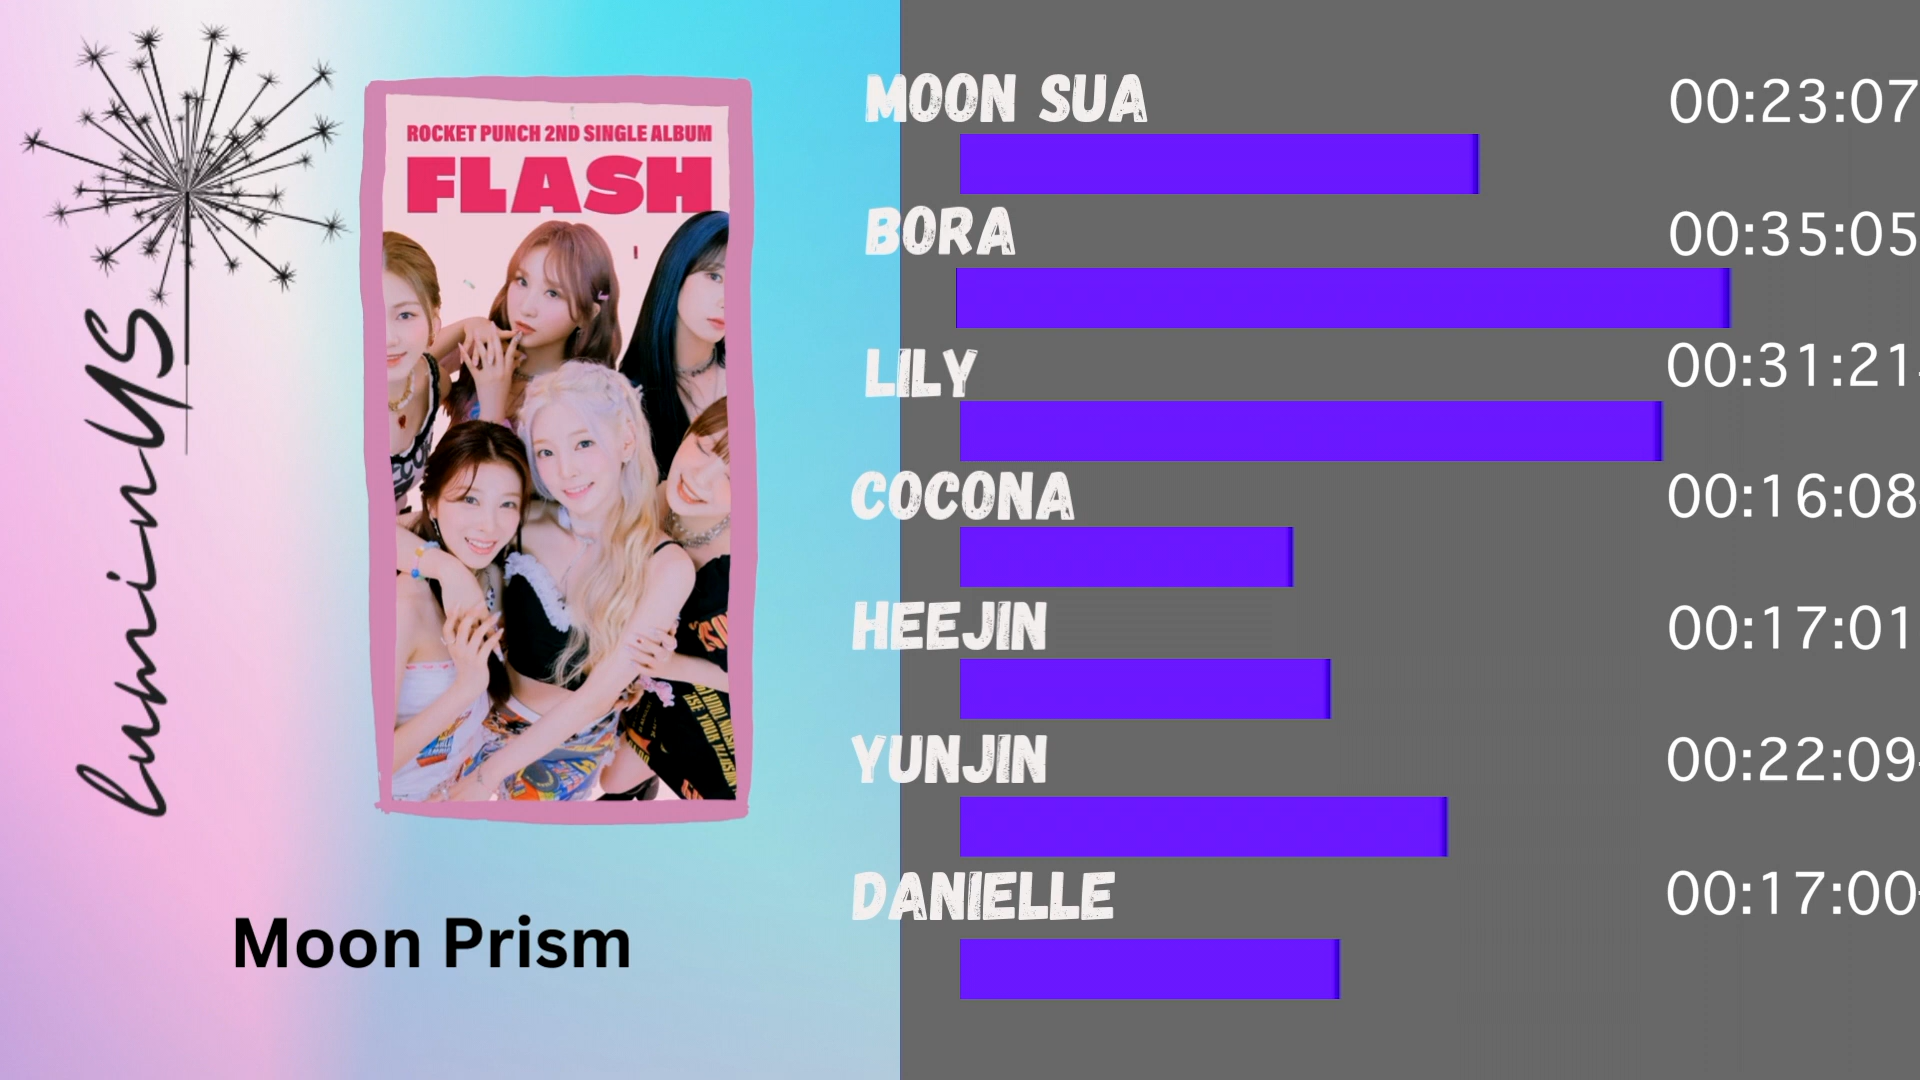 luminUS
ROCKET PUNCH 2ND SINGLE ALBUM
FLASH
Moon Prism
MOON SUA 00:23:07
BORA 00:35:05
LILY 00:31:21
COCONA 00:16:08
HEEJIN 00:17:01
YUNJIN 00:22:09
DANIELLE 00:17:00